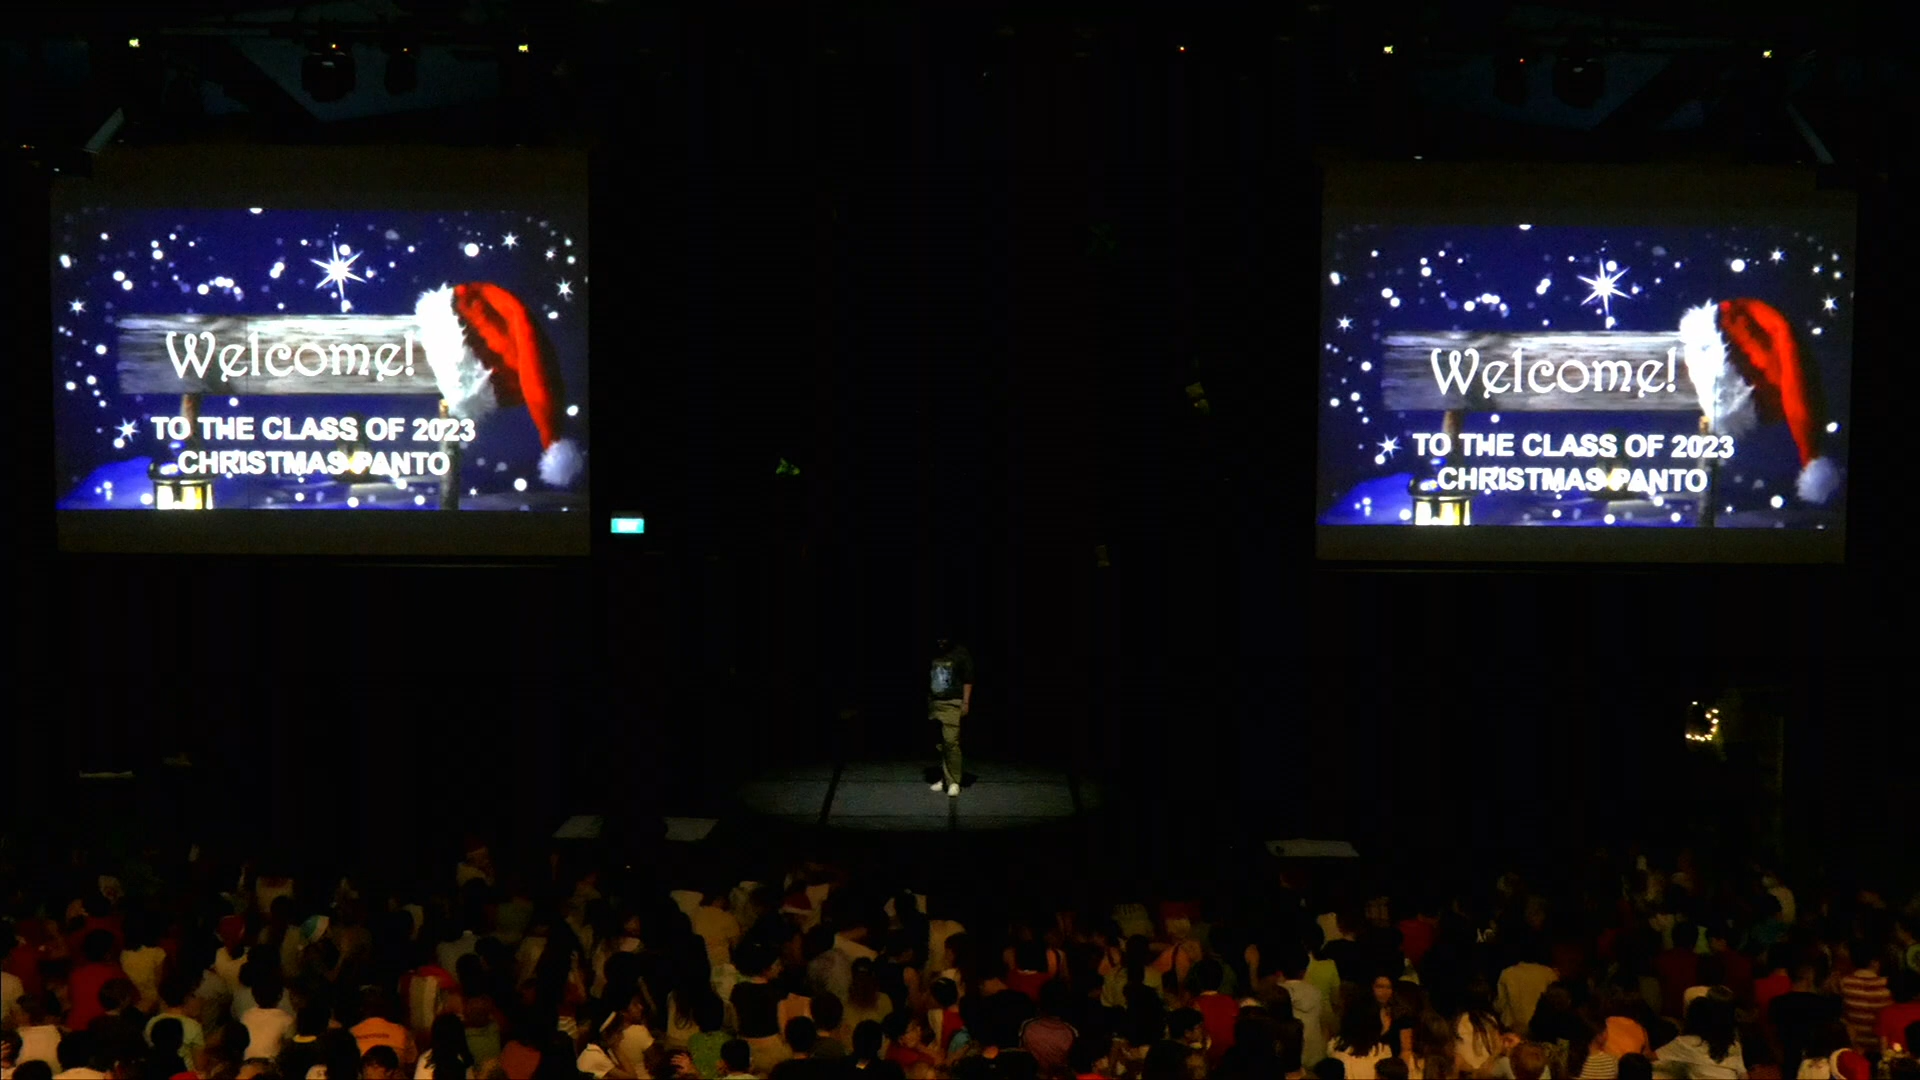 Welcome!
TO THE CLASS OF 2023
CHRISTMAS PANTO
Welcome!
TO THE CLASS OF 2023
CHRISTMAS PANTO